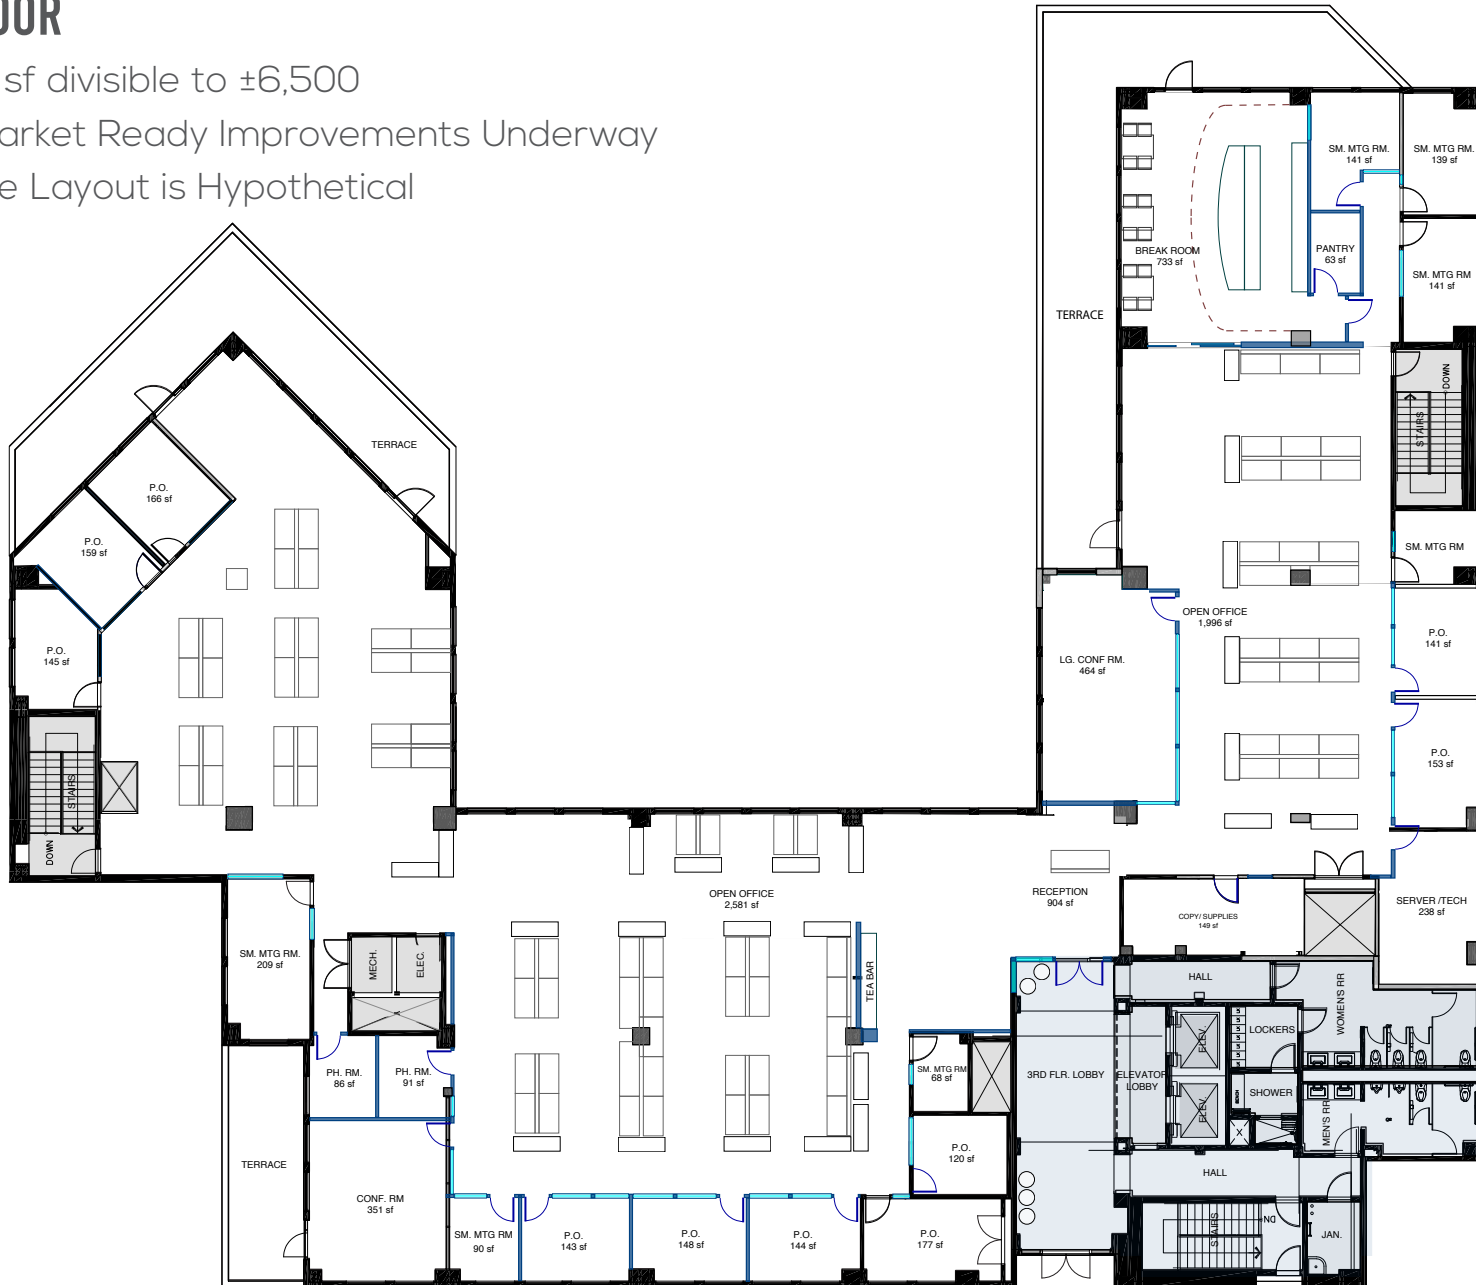 OOR
sf divisible to ±6,500
arket Ready Improvements Underway
e Layout is Hypothetical
SM. MTG RM.
141 sf
SM. MTG RM.
139 sf
BREAK ROOM
733 sf
PANTRY
63 sf
SM. MTG RM
141 sf
TERRACE
DOWN
STAIRS
TERRACE
P.O.
166 sf
P.O.
159 sf
SM. MTG RM
OPEN OFFICE
1,996 sf
P.O.
141 sf
P.O.
145 sf
LG. CONF RM.
464 sf
P.O.
153 sf
STAIRS
DOWN
OPEN OFFICE
2,581 sf
RECEPTION
904 sf
COPY/ SUPPLIES
149 sf
SERVER /TECH
238 sf
SM. MTG RM.
209 sf
MECH.
ELEC.
TEA BAR
HALL
WOMEN'S RR
ELEV.
LOCKERS
PH. RM.
86 sf
PH. RM.
91 sf
SM. MTG RM
68 sf
3RD FLR. LOBBY
ELEVATOR
LOBBY
ELEV.
BENCH
SHOWER
X
MEN'S RR
P.O.
120 sf
TERRACE
CONF. RM
351 sf
HALL
SM. MTG RM
90 sf
P.O.
143 sf
P.O.
148 sf
P.O.
144 sf
P.O.
177 sf
STAIRS
DN
JAN.